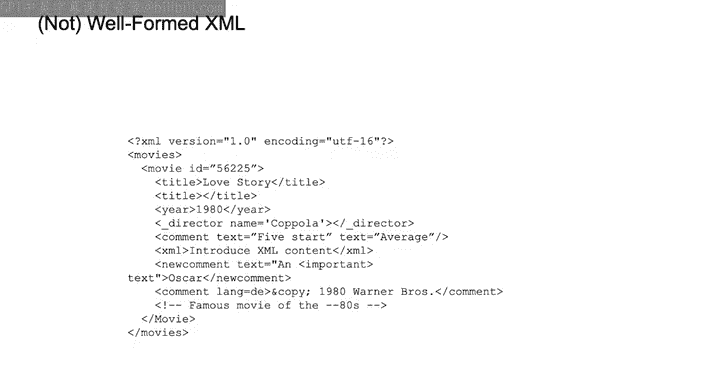 (Not) Well-Formed XML
<?xml version="1.0" encoding="utf-16"?>
<movies>
<movie id=”56225”>
<title>Love Story</title>
<title></title>
<year>1980</year>
<_director name='Coppola'></_director>
<comment text=”Five start” text=”Average”/>
<xml>Introduce XML content</xml>
<newcomment text="An <important>
text">Oscar</newcomment>
<comment lang=de>&copy; 1980 Warner Bros.</comment>
<!-- Famous movie of the --80s -->
</Movie>
</movies>